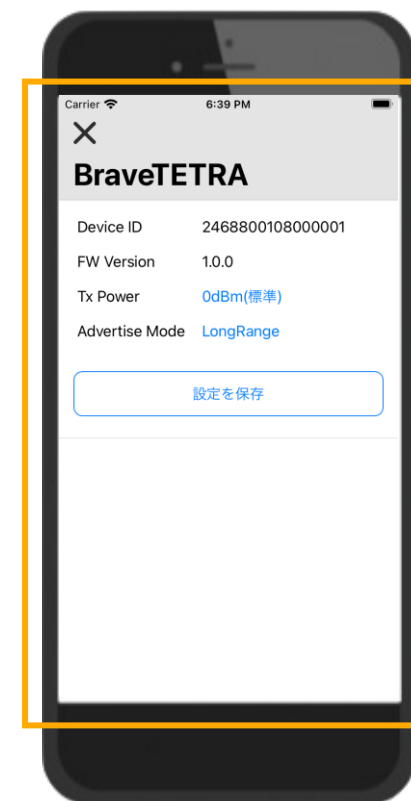 Carrier 6:39 PM
BraveTETRA
Device ID 2468800108000001
FW Version 1.0.0
Tx Power 0dBm(標準)
Advertise Mode LongRange
設定を保存